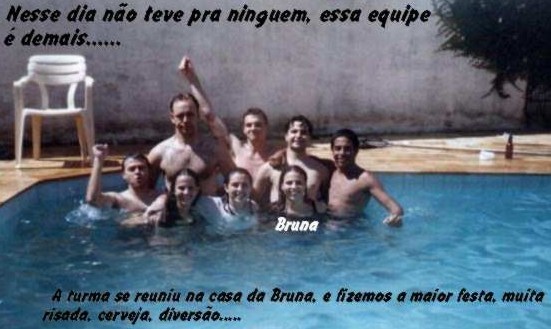 Nesse dia não teve pra ninguem, essa equipe
é demais......
Bruna
A turma se reuniu na casa da Bruna, e fizemos a maior festa, muita
risada, cerveja, diversão.....